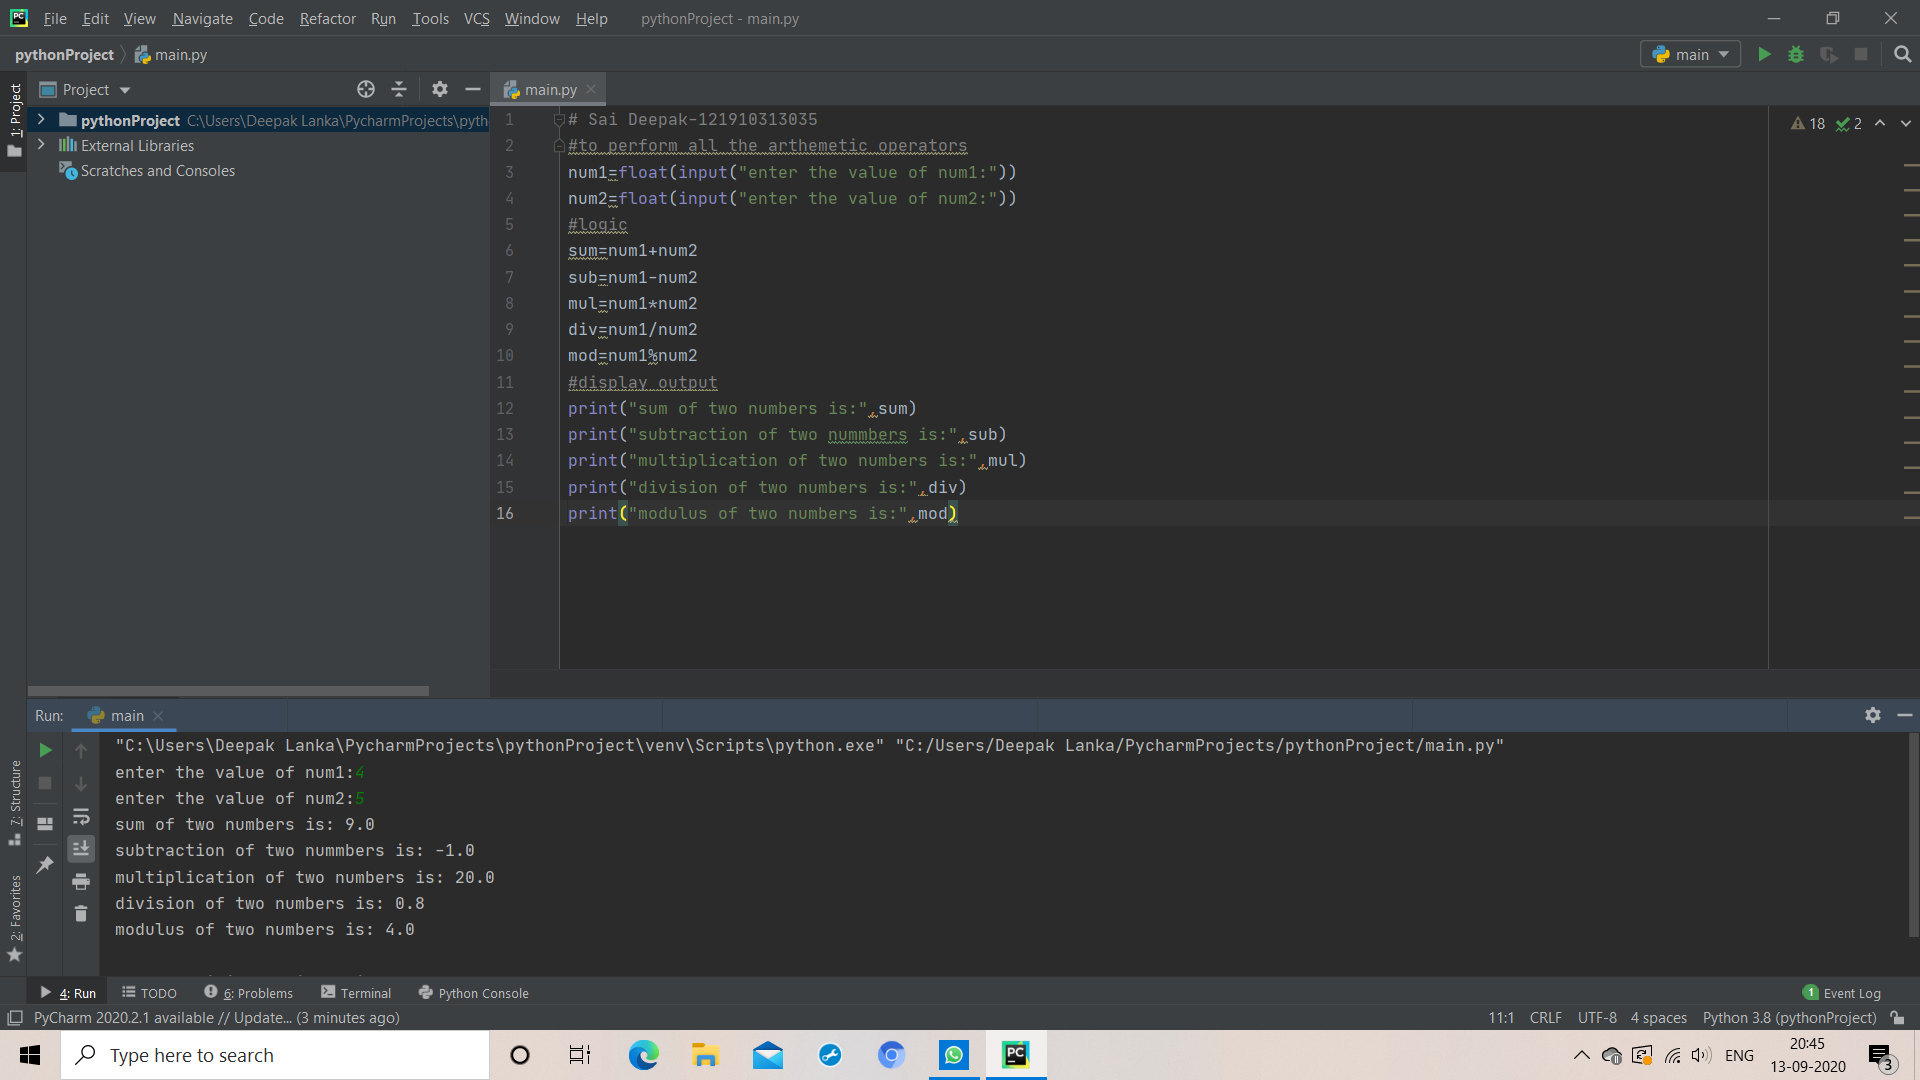 File Edit View Navigate Code Refactor Run Tools VCS Window Help pythonProject - main.py
pythonProject main.py main
1: Project
Project
main.py
pythonProject C:\Users\Deepak Lanka\PycharmProjects\pyth
External Libraries
Scratches and Consoles
18 2
1 # Sai Deepak-121910313035
2 #to perform all the arthemetic operators
3 num1=float(input("enter the value of num1:"))
4 num2=float(input("enter the value of num2:"))
5 #logic
6 sum=num1+num2
7 sub=num1-num2
8 mul=num1*num2
9 div=num1/num2
10 mod=num1%num2
11 #display output
12 print("sum of two numbers is:",sum)
13 print("subtraction of two nummbers is:",sub)
14 print("multiplication of two numbers is:",mul)
15 print("division of two numbers is:",div)
16 print("modulus of two numbers is:",mod)
Run: main
"C:\Users\Deepak Lanka\PycharmProjects\pythonProject\venv\Scripts\python.exe" "C:/Users/Deepak Lanka/PycharmProjects/pythonProject/main.py"
enter the value of num1:4
enter the value of num2:5
sum of two numbers is: 9.0
subtraction of two nummbers is: -1.0
multiplication of two numbers is: 20.0
division of two numbers is: 0.8
modulus of two numbers is: 4.0
7: Structure
2: Favorites
4: Run TODO 6: Problems Terminal Python Console 1 Event Log
PyCharm 2020.2.1 available // Update... (3 minutes ago) 11:1 CRLF UTF-8 4 spaces Python 3.8 (pythonProject)
Type here to search
PC
ENG
20:45
13-09-2020
3